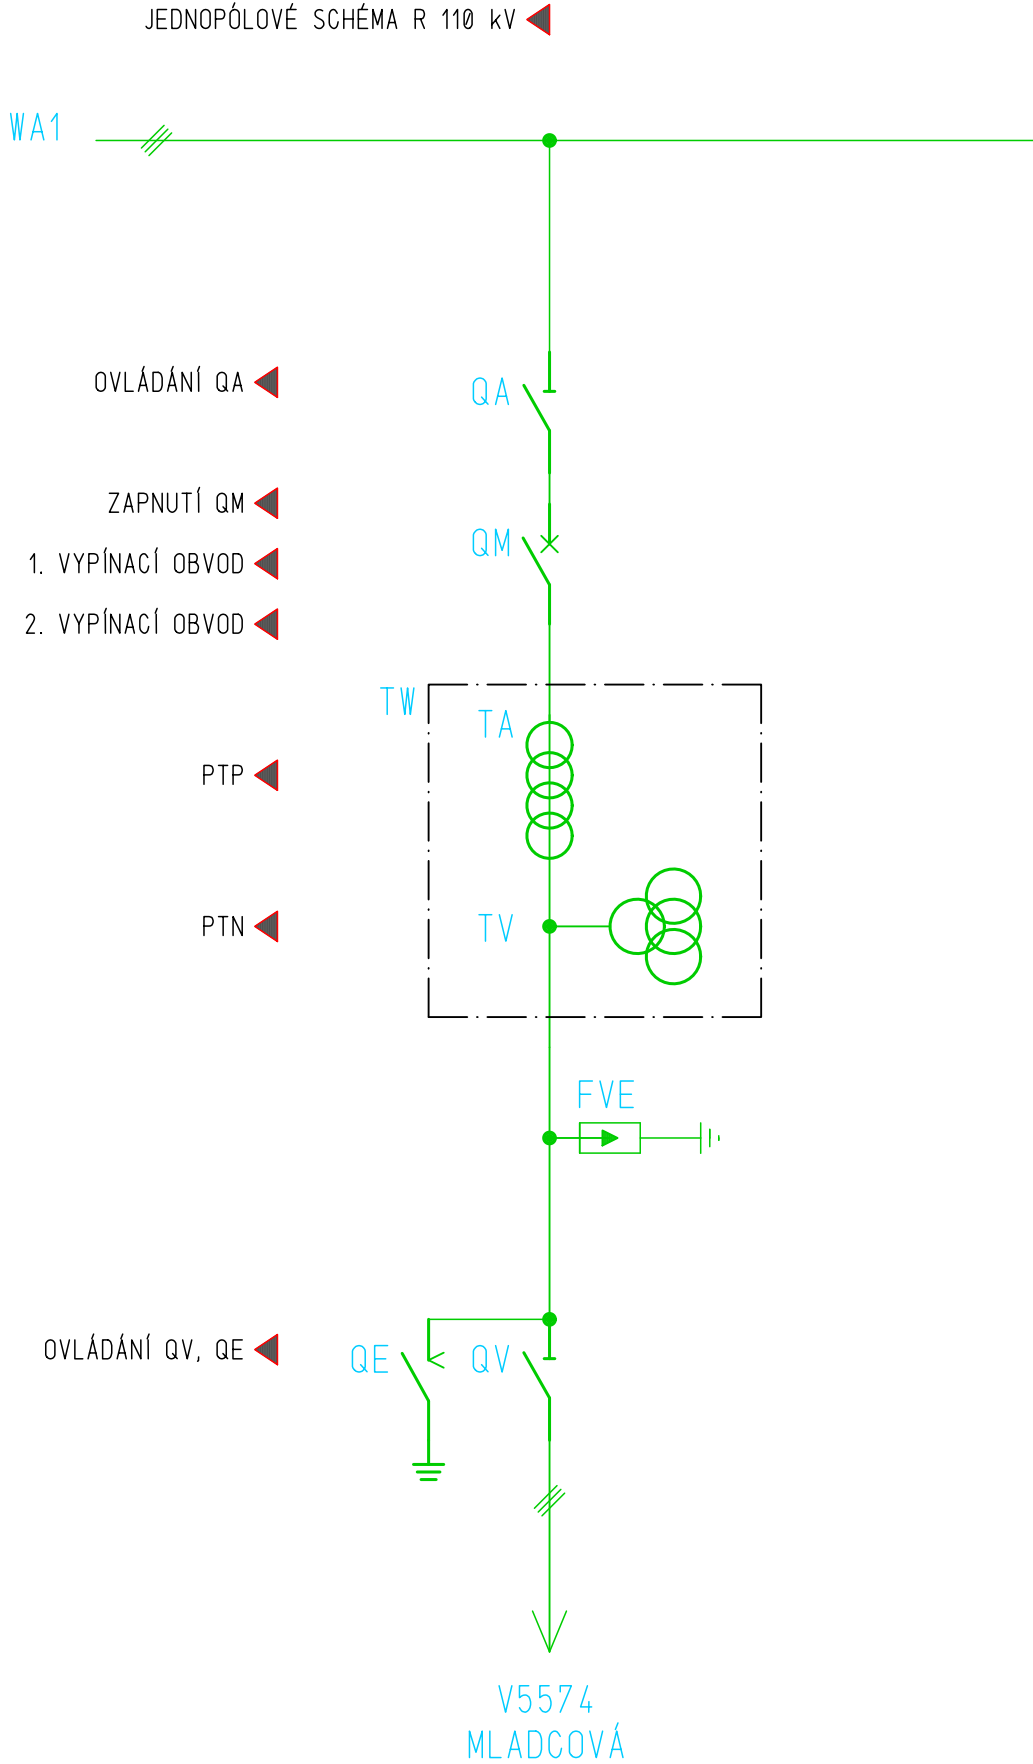 JEDNOPÓLOVÉ SCHÉMA R 110 kV
WA1
OVLÁDÁNÍ QA
QA
ZAPNUTÍ QM
QM
1. VYPÍNACÍ OBVOD
2. VYPÍNACÍ OBVOD
TW
TA
PTP
PTN
TV
FVE
OVLÁDÁNÍ QV, QE
QE
QV
V5574
MLADCOVÁ